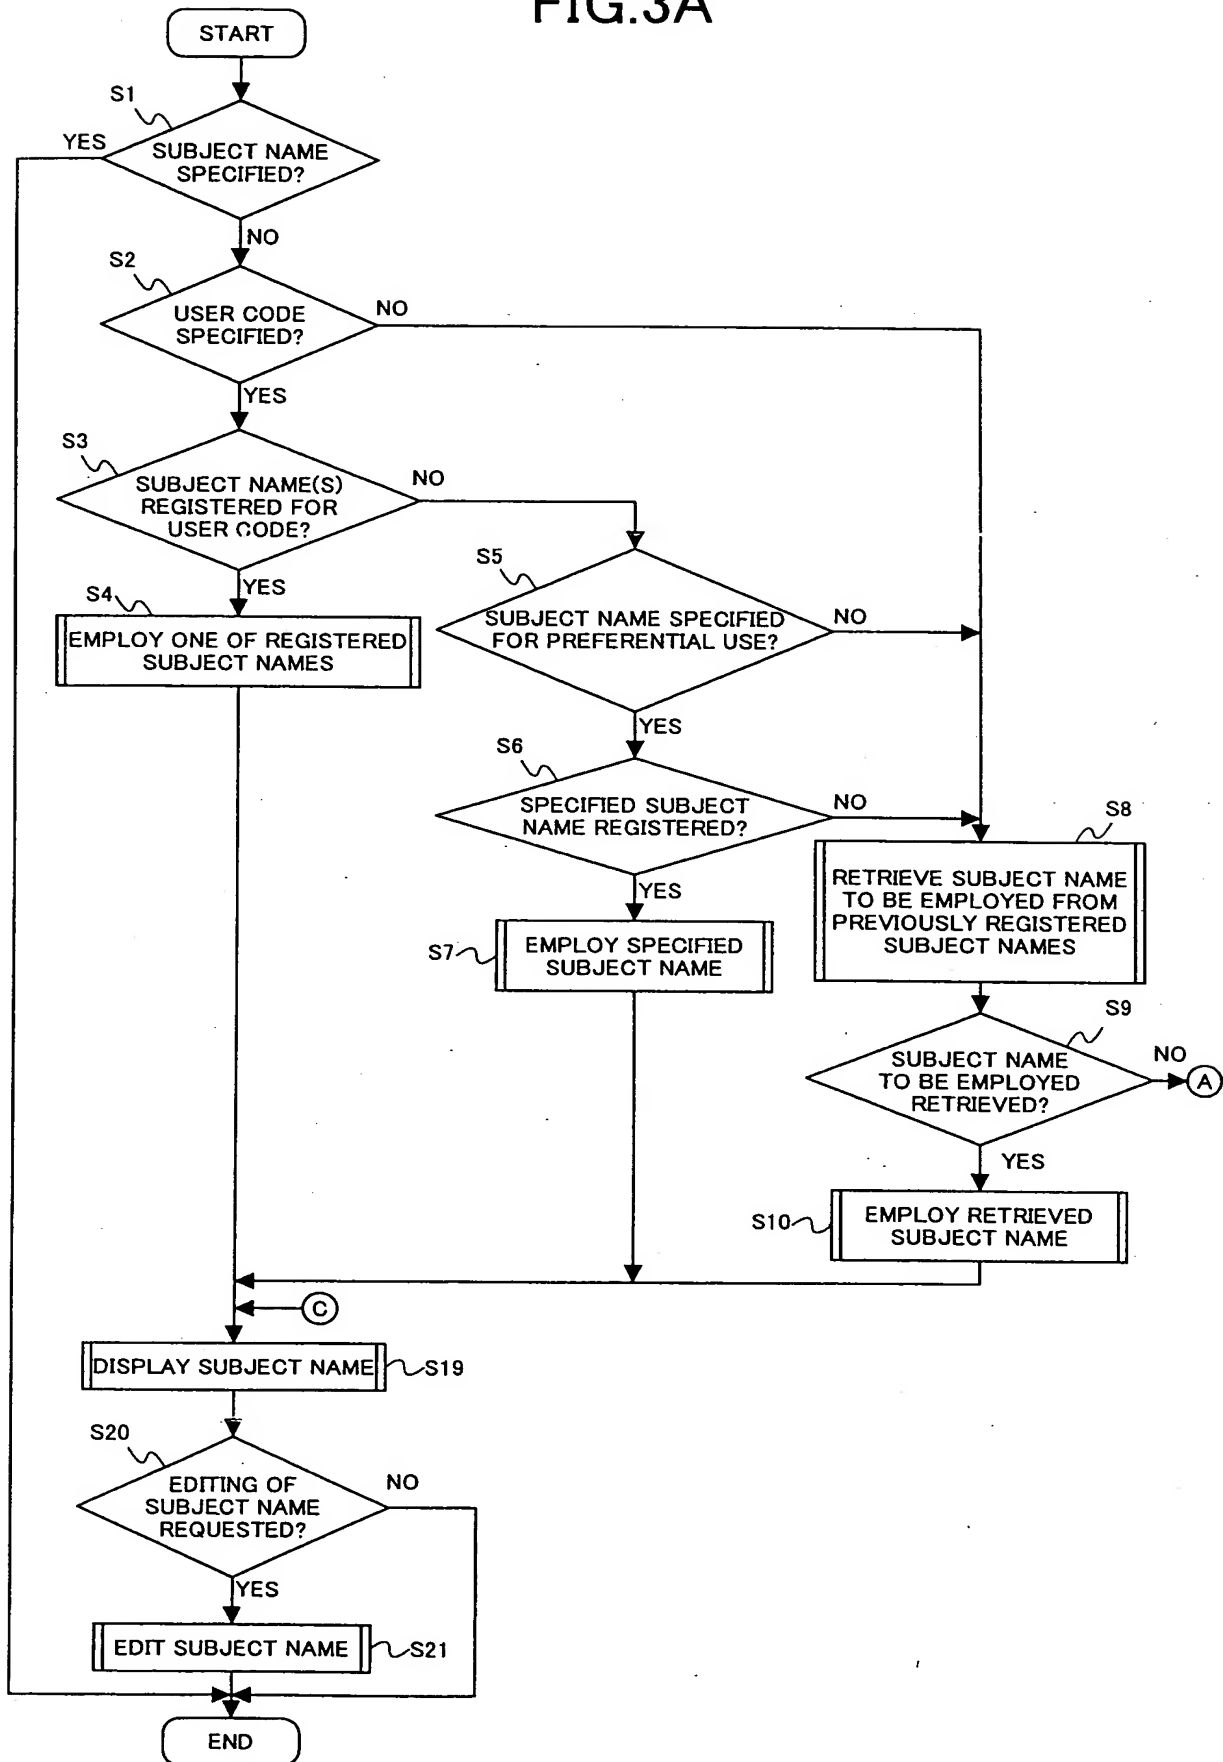 FIG.3A
START
S1
YES
SUBJECT NAME
SPECIFIED?
NO
S2
USER CODE
SPECIFIED?
NO
YES
S3
SUBJECT NAME(S)
REGISTERED FOR
USER CODE?
NO
YES
S4
EMPLOY ONE OF REGISTERED
SUBJECT NAMES
S5
SUBJECT NAME SPECIFIED
FOR PREFERENTIAL USE?
NO
YES
S6
SPECIFIED SUBJECT
NAME REGISTERED?
NO
YES
S7
EMPLOY SPECIFIED
SUBJECT NAME
S8
RETRIEVE SUBJECT NAME
TO BE EMPLOYED FROM
PREVIOUSLY REGISTERED
SUBJECT NAMES
S9
SUBJECT NAME
TO BE EMPLOYED
RETRIEVED?
NO
A
YES
S10
EMPLOY RETRIEVED
SUBJECT NAME
C
DISPLAY SUBJECT NAME
S19
S20
EDITING OF
SUBJECT NAME
REQUESTED?
NO
YES
EDIT SUBJECT NAME
S21
END